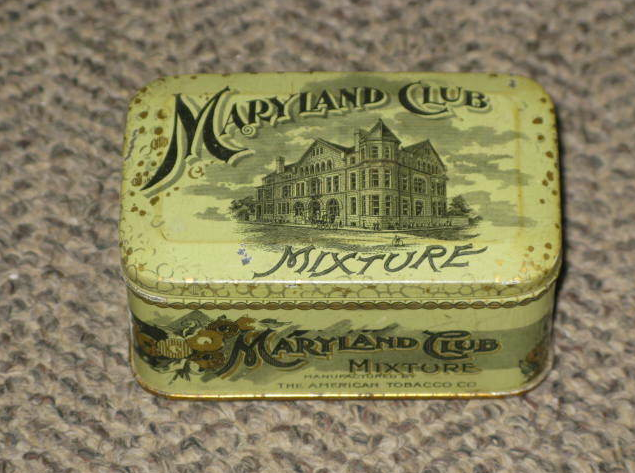 MARYLAND CLUB
MIXTURE
MARYLAND CLUB
MIXTURE
MANUFACTURED BY
THE AMERICAN TOBACCO CO